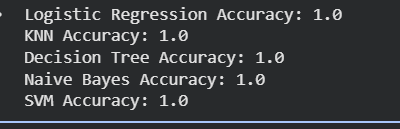 Logistic Regression Accuracy: 1.0
KNN Accuracy: 1.0
Decision Tree Accuracy: 1.0
Naive Bayes Accuracy: 1.0
SVM Accuracy: 1.0